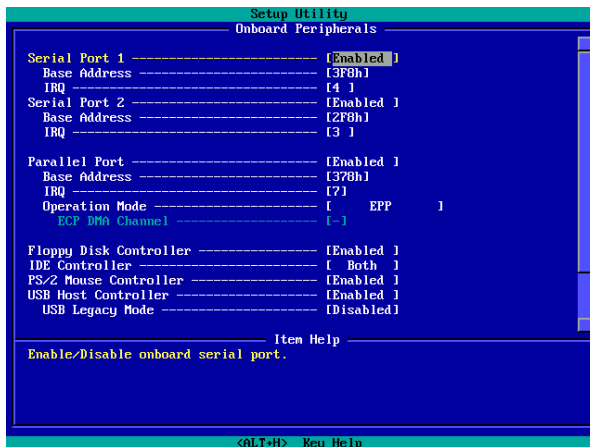 Setup Utility
Onboard Peripherals
Serial Port 1 ------------------------- [Enabled ]
Base Address ------------------------ [3F8h]
IRQ --------------------------------- [4 ]
Serial Port 2 ------------------------- [Enabled ]
Base Address ------------------------ [2F8h]
IRQ --------------------------------- [3 ]
Parallel Port ------------------------- [Enabled ]
Base Address ------------------------ [378h]
IRQ --------------------------------- [7]
Operation Mode ---------------------- [     EPP     ]
ECP DMA Channel ------------------- [-]
Floppy Disk Controller ---------------- [Enabled ]
IDE Controller ------------------------ [  Both  ]
PS/2 Mouse Controller ----------------- [Enabled ]
USB Host Controller ------------------- [Enabled ]
USB Legacy Mode --------------------- [Disabled]
Item Help
Enable/Disable onboard serial port.
<ALT+H>  Key Help